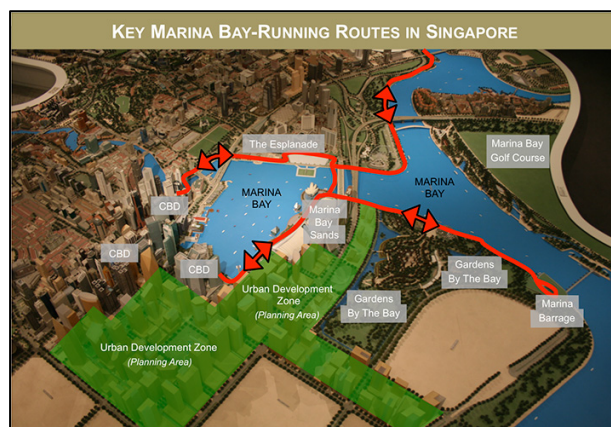 KEY MARINA BAY-RUNNING ROUTES IN SINGAPORE
The Esplanade
Marina Bay
Golf Course
MARINA
BAY
MARINA
BAY
CBD
Marina
Bay
Sands
CBD
CBD
Gardens
By The Bay
Urban Development
Zone
(Planning Area)
Gardens
By The Bay
Marina
Barrage
Urban Development Zone
(Planning Area)